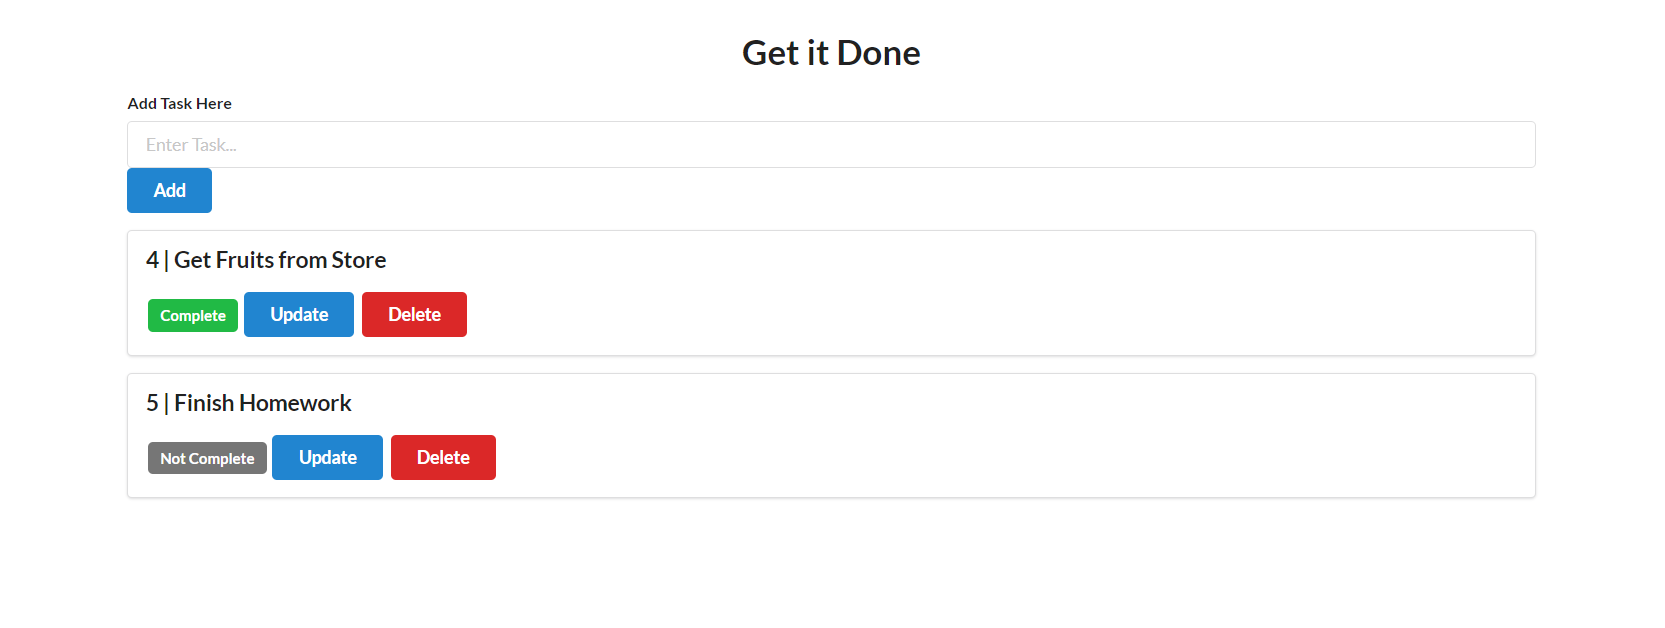 Get it Done
Add Task Here
Enter Task...
Add
4 | Get Fruits from Store
Complete Update Delete
5 | Finish Homework
Not Complete Update Delete